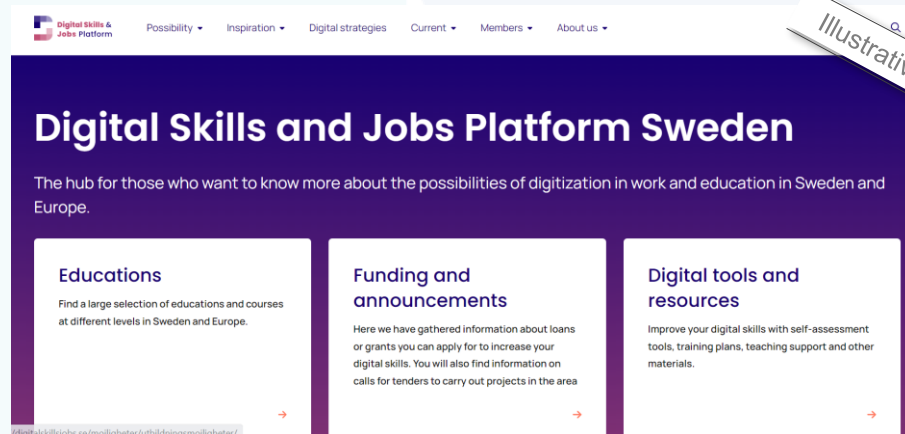 Digital Skills &
Jobs Platform
Possibility
Inspiration
Digital strategies
Current
Members
About us
Digital Skills and Jobs Platform Sweden
The hub for those who want to know more about the possibilities of digitization in work and education in Sweden and
Europe.
Educations
Find a large selection of educations and courses
at different levels in Sweden and Europe.
Funding and
announcements
Here we have gathered information about loans
or grants you can apply for to increase your
digital skills. You will also find information on
calls for tenders to carry out projects in the area
Digital tools and
resources
Improve your digital skills with self-assessment
tools, training plans, teaching support and other
materials.
/digitalskillsjobs.se/mojligheter/utbildningsmojligheter/